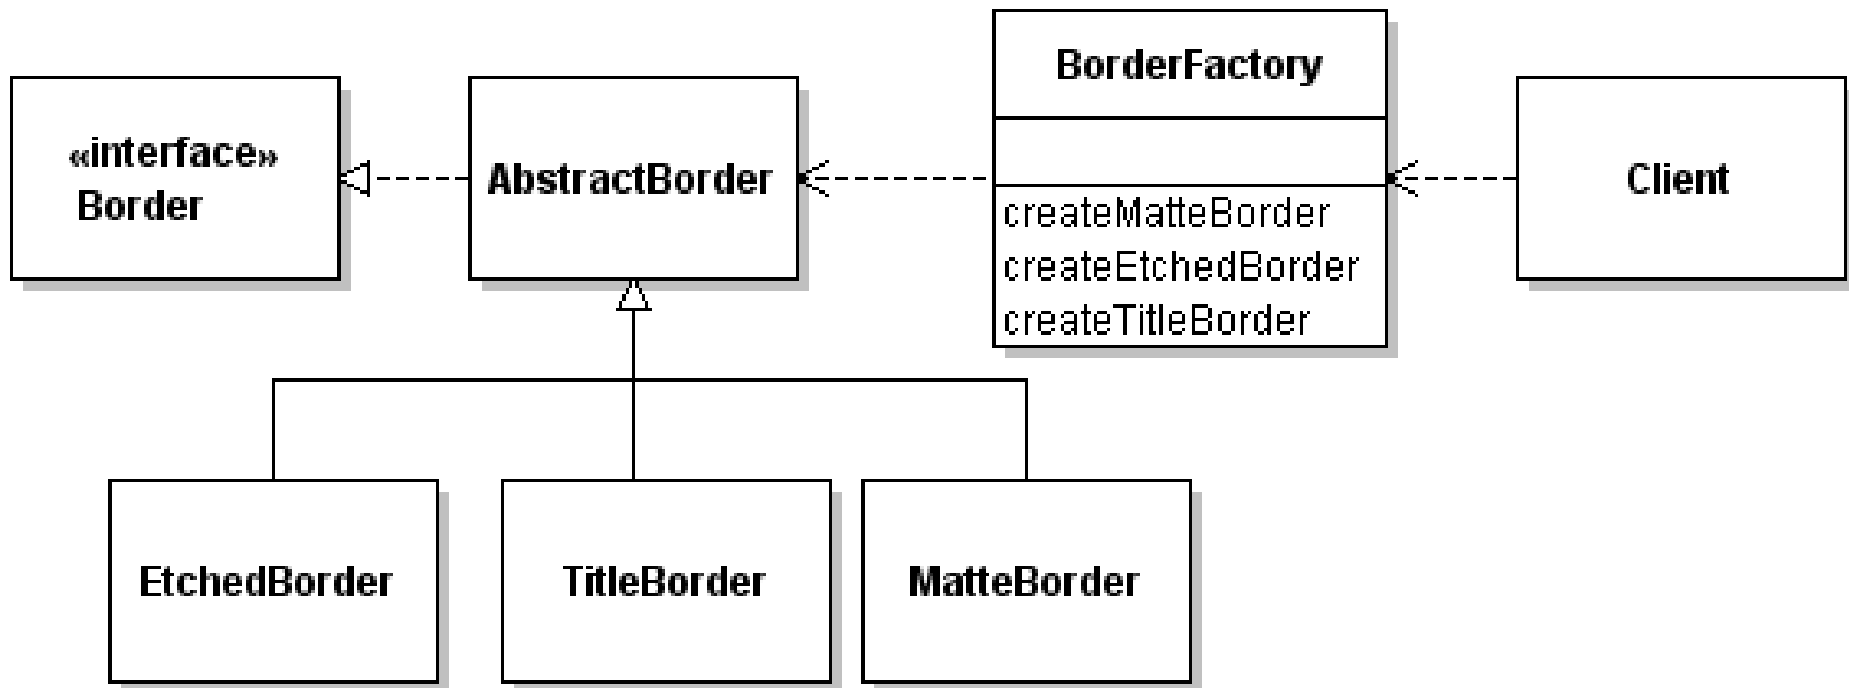 «interface»
Border
AbstractBorder
BorderFactory
createMatteBorder
createEtchedBorder
createTitleBorder
Client
EtchedBorder
TitleBorder
MatteBorder